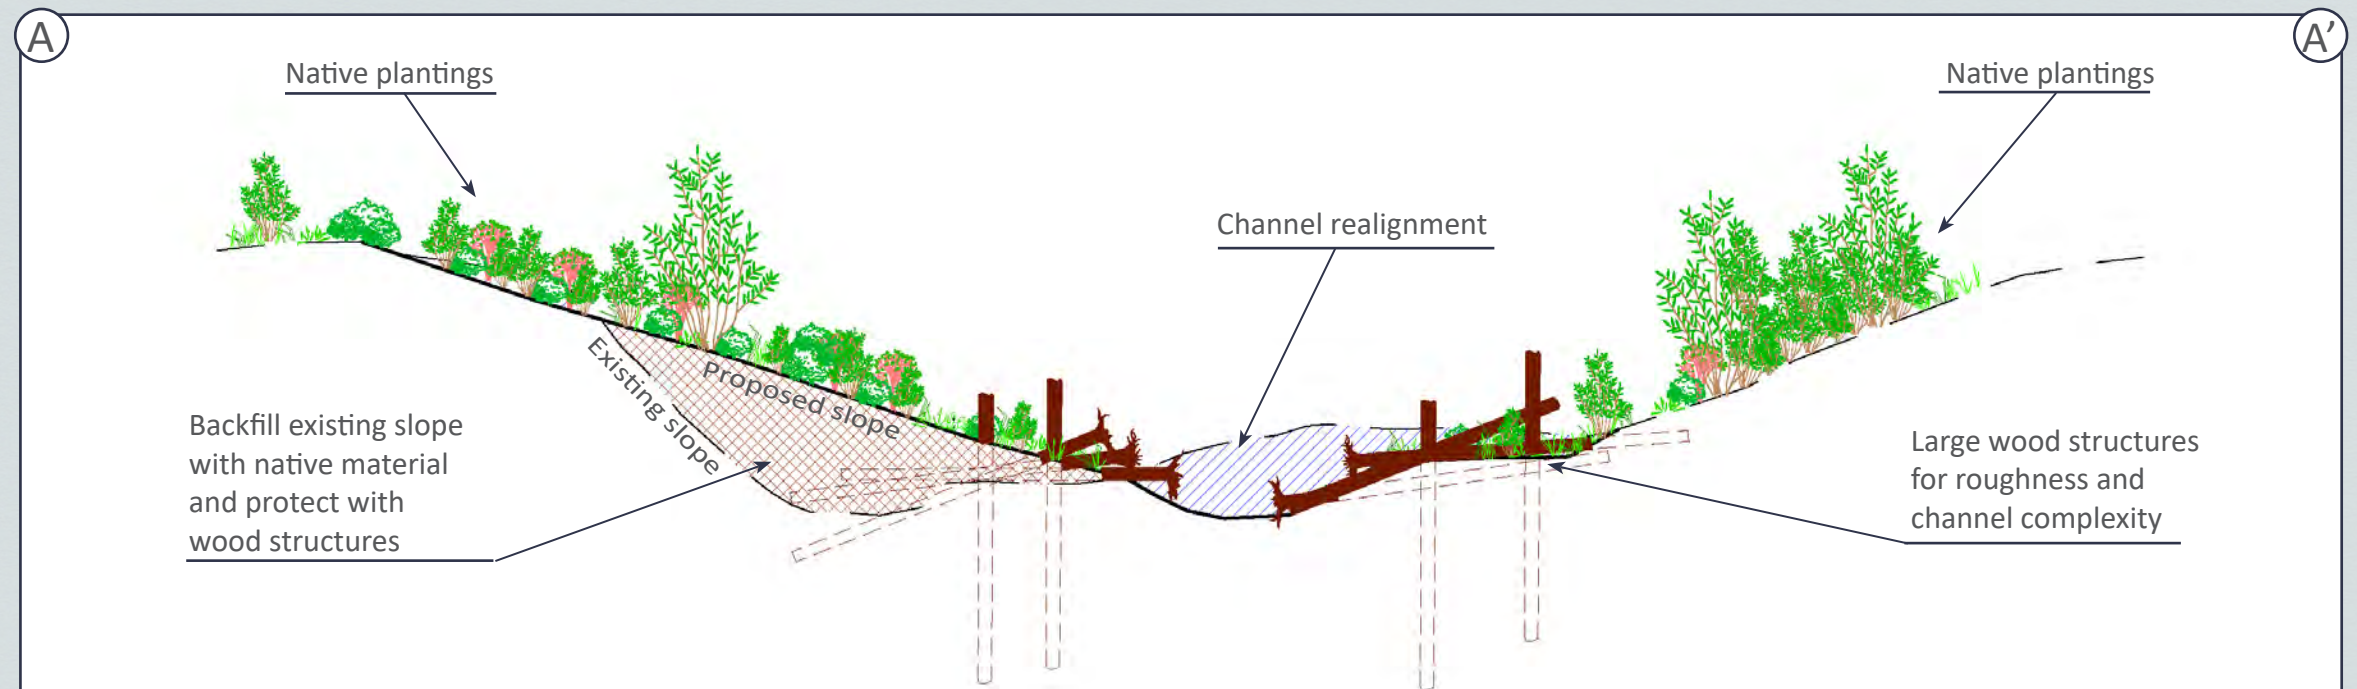 A
A’
Native plantings
Native plantings
Channel realignment
Existing slope
Proposed slope
Backfill existing slope
with native material
and protect with
wood structures
Large wood structures
for roughness and
channel complexity